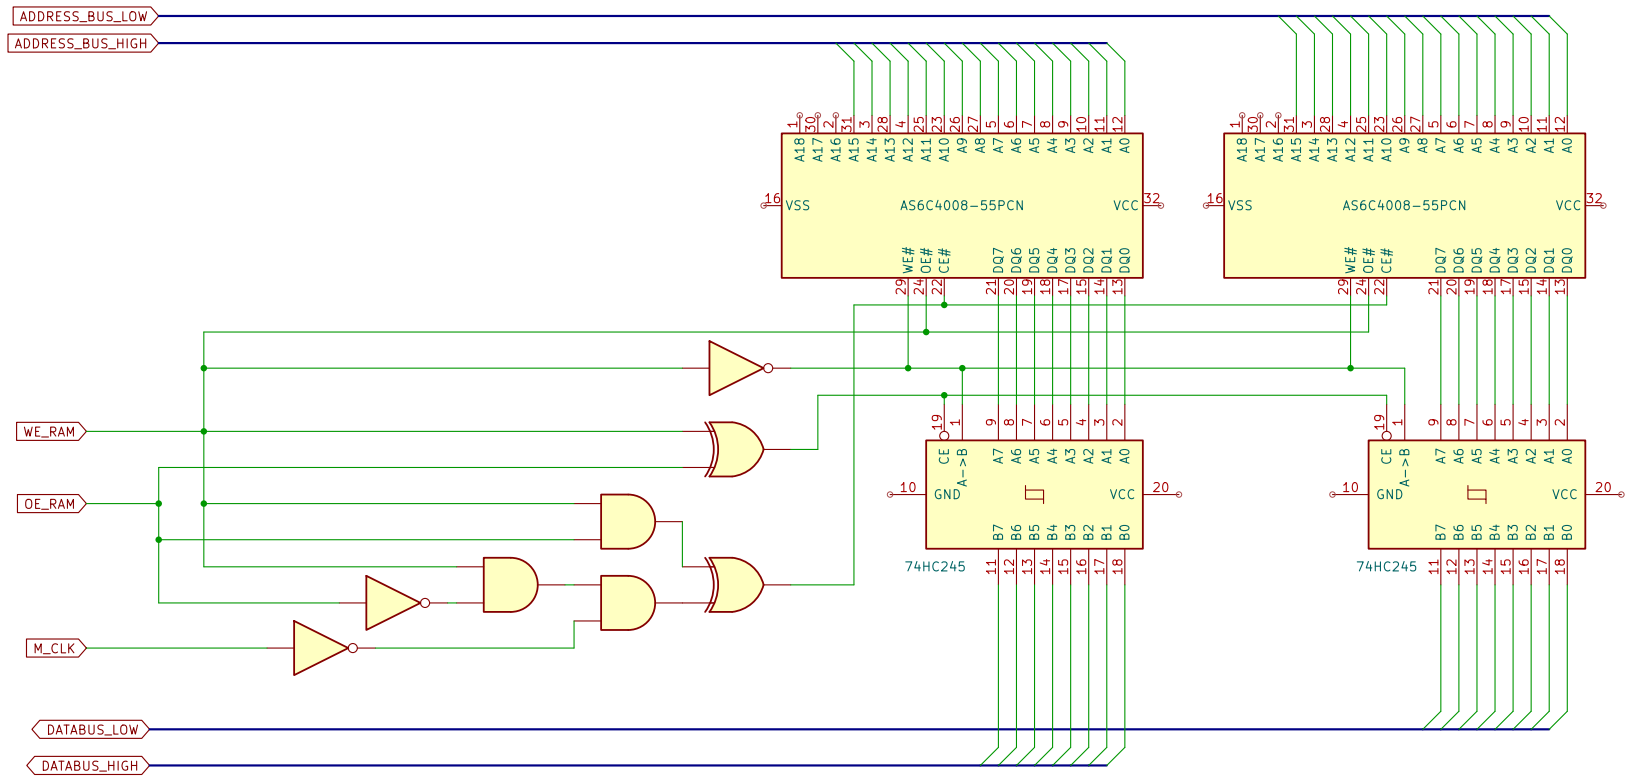 ADDRESS_BUS_LOW
ADDRESS_BUS_HIGH
1 30 2 31 3 28 4 25 23 26 27 5 6 7 8 9 10 11 12
A18 A17 A16 A15 A14 A13 A12 A11 A10 A9 A8 A7 A6 A5 A4 A3 A2 A1 A0
16 VSS AS6C4008-55PCN VCC 32
WE# OE# CE# DQ7 DQ6 DQ5 DQ4 DQ3 DQ2 DQ1 DQ0
29 24 22 21 20 19 18 17 15 14 13
1 30 2 31 3 28 4 25 23 26 27 5 6 7 8 9 10 11 12
A18 A17 A16 A15 A14 A13 A12 A11 A10 A9 A8 A7 A6 A5 A4 A3 A2 A1 A0
16 VSS AS6C4008-55PCN VCC 32
WE# OE# CE# DQ7 DQ6 DQ5 DQ4 DQ3 DQ2 DQ1 DQ0
29 24 22 21 20 19 18 17 15 14 13
WE_RAM
OE_RAM
M_CLK
19 1 9 8 7 6 5 4 3 2
CE A->B A7 A6 A5 A4 A3 A2 A1 A0
10 GND VCC 20
B7 B6 B5 B4 B3 B2 B1 B0
74HC245
11 12 13 14 15 16 17 18
19 1 9 8 7 6 5 4 3 2
CE A->B A7 A6 A5 A4 A3 A2 A1 A0
10 GND VCC 20
B7 B6 B5 B4 B3 B2 B1 B0
74HC245
11 12 13 14 15 16 17 18
DATABUS_LOW
DATABUS_HIGH